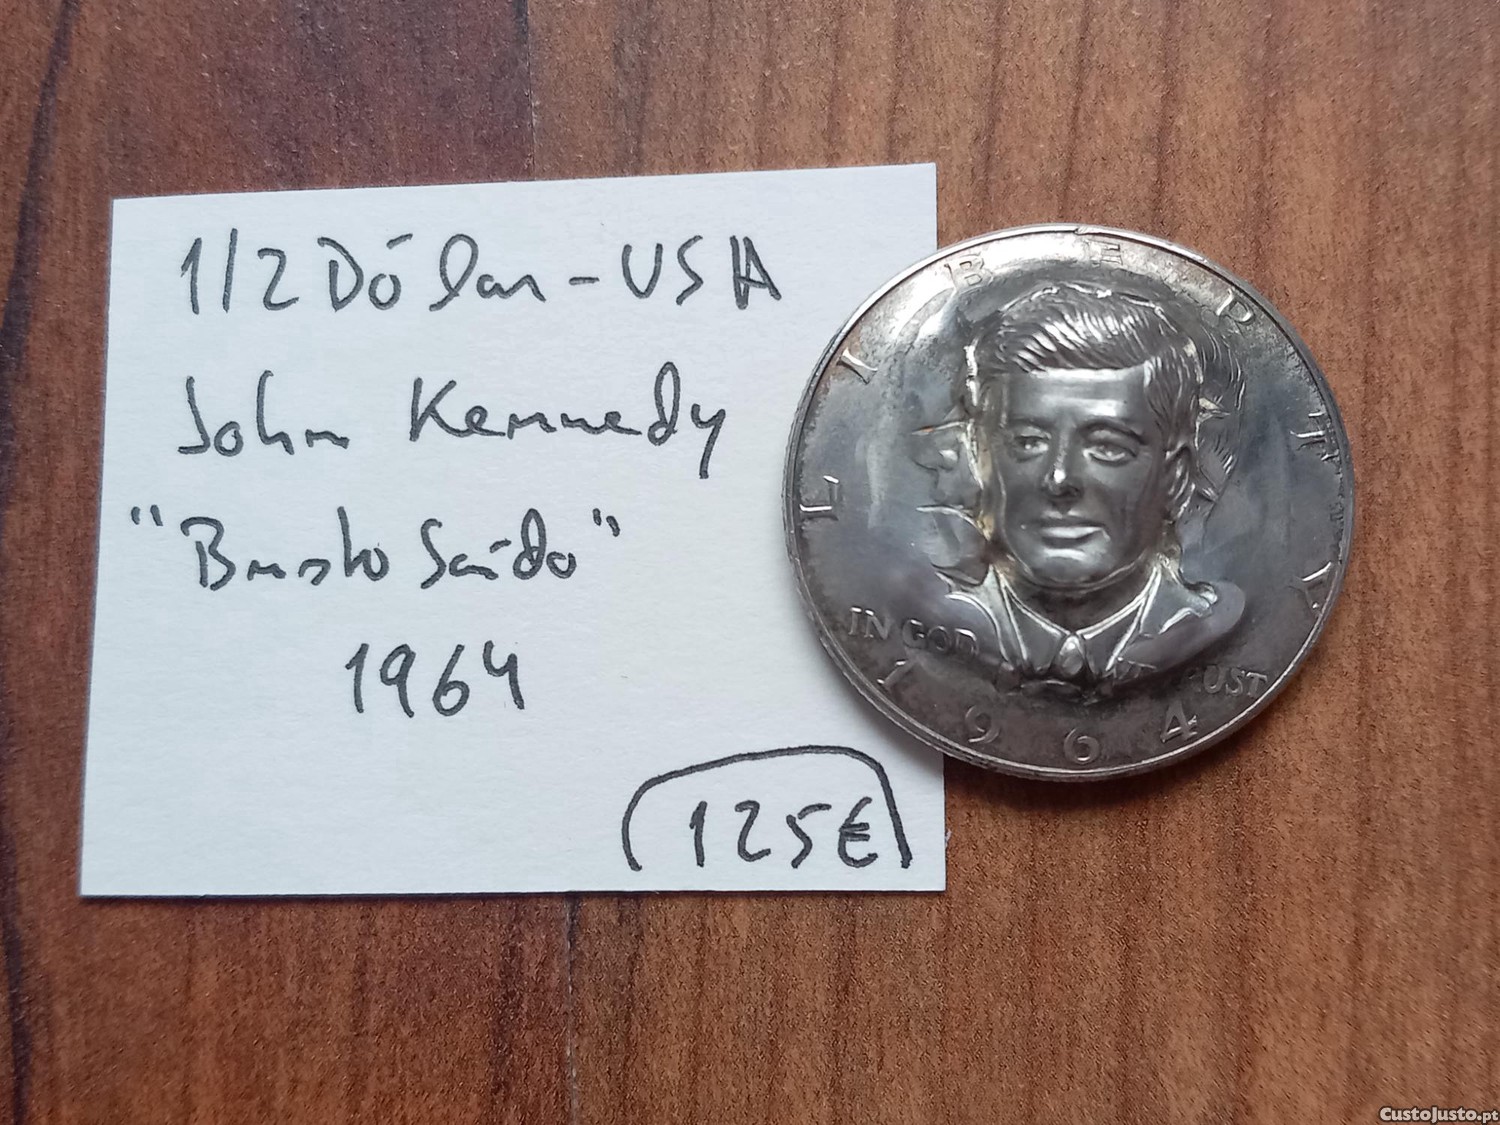 1/2 Dólar - USA
John Kennedy
"Busto Saído"
1964
125€
LIBERTY
IN GOD WE TRUST
1964
CustoJusto.pt